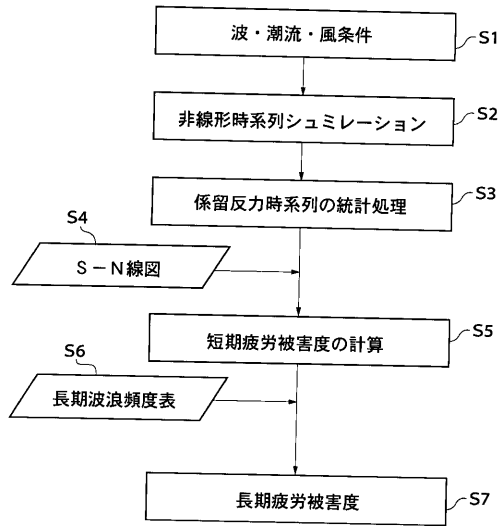 波・潮流・風条件
S1
非線形時系列シュミレーション
S2
係留反力時系列の統計処理
S3
S4
S－N線図
短期疲労被害度の計算
S5
S6
長期波浪頻度表
長期疲労被害度
S7